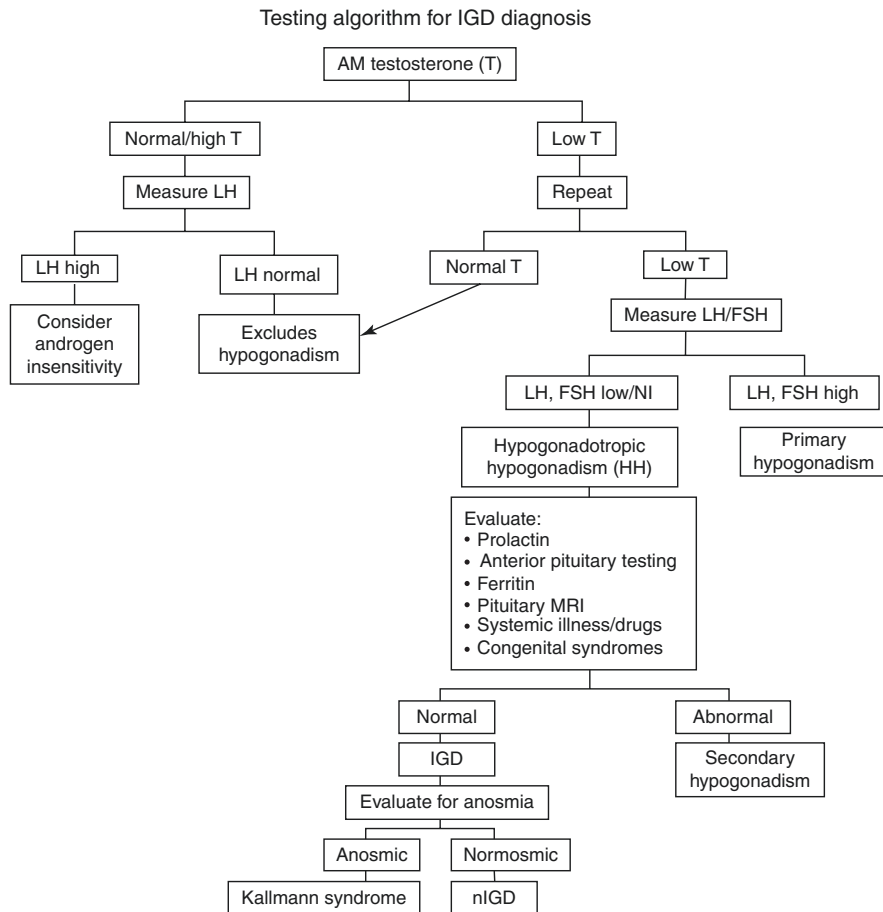 Testing algorithm for IGD diagnosis
AM testosterone (T)
Normal/high T
Low T
Measure LH
Repeat
LH high
LH normal
Normal T
Low T
Consider
androgen
insensitivity
Excludes
hypogonadism
Measure LH/FSH
LH, FSH low/NI
LH, FSH high
Hypogonadotropic
hypogonadism (HH)
Primary
hypogonadism
Evaluate:
• Prolactin
• Anterior pituitary testing
• Ferritin
• Pituitary MRI
• Systemic illness/drugs
• Congenital syndromes
Normal
Abnormal
IGD
Secondary
hypogonadism
Evaluate for anosmia
Anosmic
Normosmic
Kallmann syndrome
nIGD